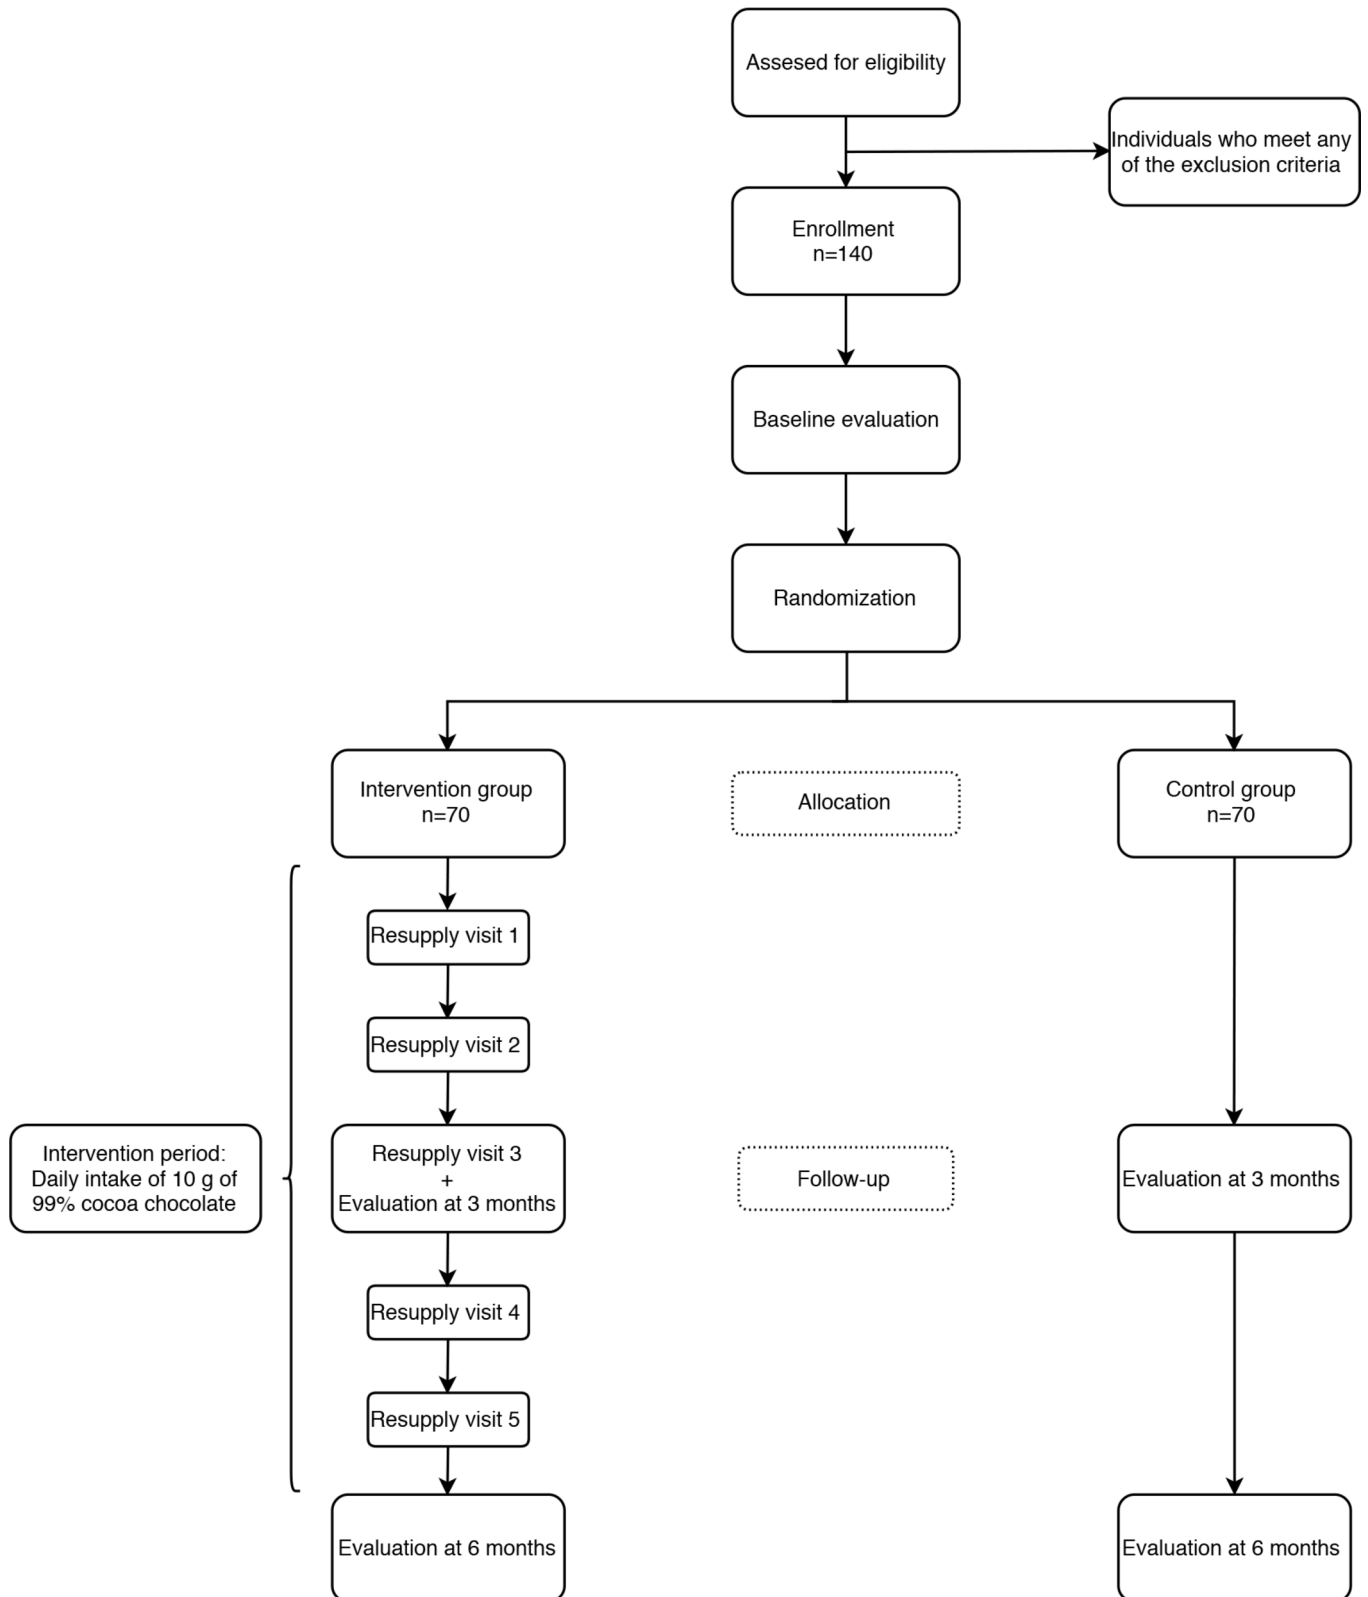 Assesed for eligibility
Individuals who meet any
of the exclusion criteria
Enrollment
n=140
Baseline evaluation
Randomization
Intervention group
n=70
Allocation
Control group
n=70
Resupply visit 1
Resupply visit 2
Intervention period:
Daily intake of 10 g of
99% cocoa chocolate
Resupply visit 3
+
Evaluation at 3 months
Follow-up
Evaluation at 3 months
Resupply visit 4
Resupply visit 5
Evaluation at 6 months
Evaluation at 6 months